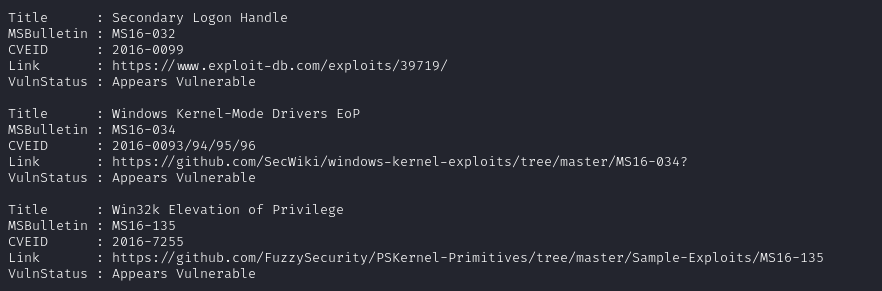 Title      : Secondary Logon Handle
MSBulletin : MS16-032
CVEID      : 2016-0099
Link       : https://www.exploit-db.com/exploits/39719/
VulnStatus : Appears Vulnerable
Title      : Windows Kernel-Mode Drivers EoP
MSBulletin : MS16-034
CVEID      : 2016-0093/94/95/96
Link       : https://github.com/SecWiki/windows-kernel-exploits/tree/master/MS16-034?
VulnStatus : Appears Vulnerable
Title      : Win32k Elevation of Privilege
MSBulletin : MS16-135
CVEID      : 2016-7255
Link       : https://github.com/FuzzySecurity/PSKernel-Primitives/tree/master/Sample-Exploits/MS16-135
VulnStatus : Appears Vulnerable